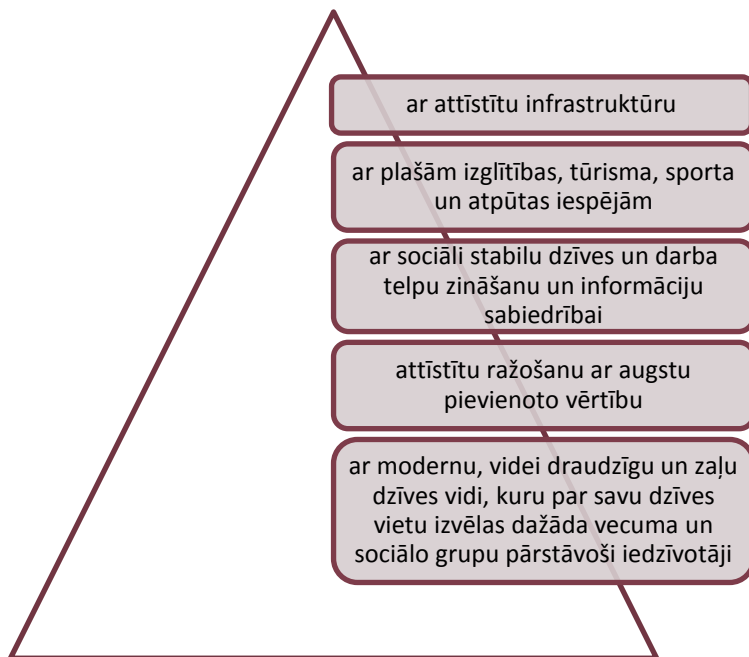 ar attīstītu infrastruktūru
ar plašām izglītības, tūrisma, sporta
un atpūtas iespējām
ar sociāli stabilu dzīves un darba
telpu zināšanu un informāciju
sabiedrībai
attīstītu ražošanu ar augstu
pievienoto vērtību
ar modernu, videi draudzīgu un zaļu
dzīves vidi, kuru par savu dzīves
vietu izvēlas dažāda vecuma un
sociālo grupu pārstāvoši iedzīvotāji